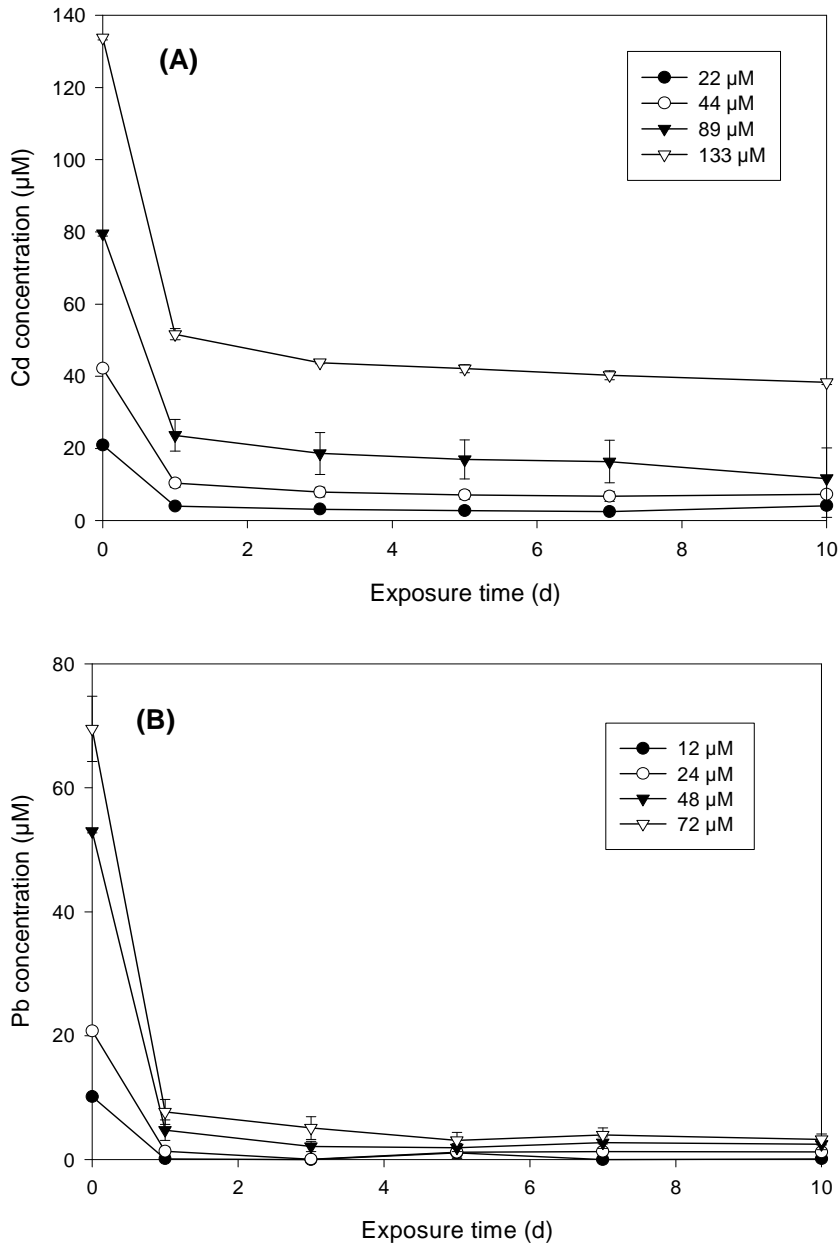 (A)
140
120
100
80
60
40
20
0
Cd concentration (µM)
22 µM
44 µM
89 µM
133 µM
0 2 4 6 8 10
Exposure time (d)
(B)
80
60
40
20
0
Pb concentration (µM)
12 µM
24 µM
48 µM
72 µM
0 2 4 6 8 10
Exposure time (d)